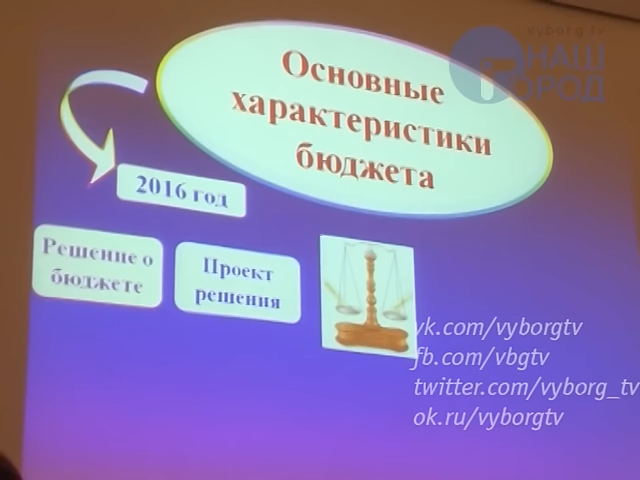 vyborg.tv
НАШ
ГОРОД
Основные
характеристики
бюджета
2016 год
Решение о
бюджете
Проект
решения
vk.com/vyborgtv
fb.com/vbgtv
twitter.com/vyborg_tv
ok.ru/vyborgtv